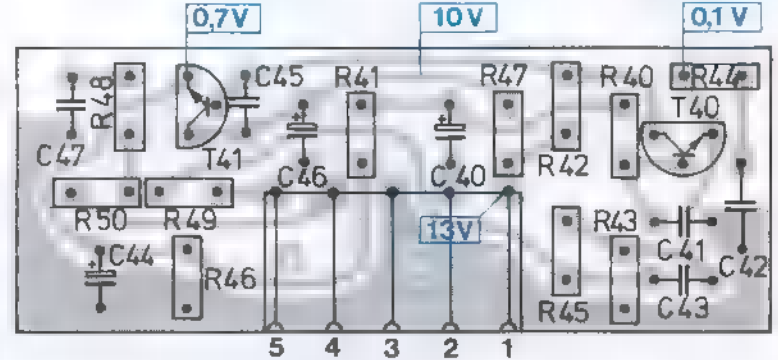 0,7V 10V 0,1V
C45 R41 R47 R40 R44
R48 T40
C47 T41 R42
C46 C40
R50 R49 13V R43
C44 C41 C42
R46 R45 C43
5 4 3 2 1